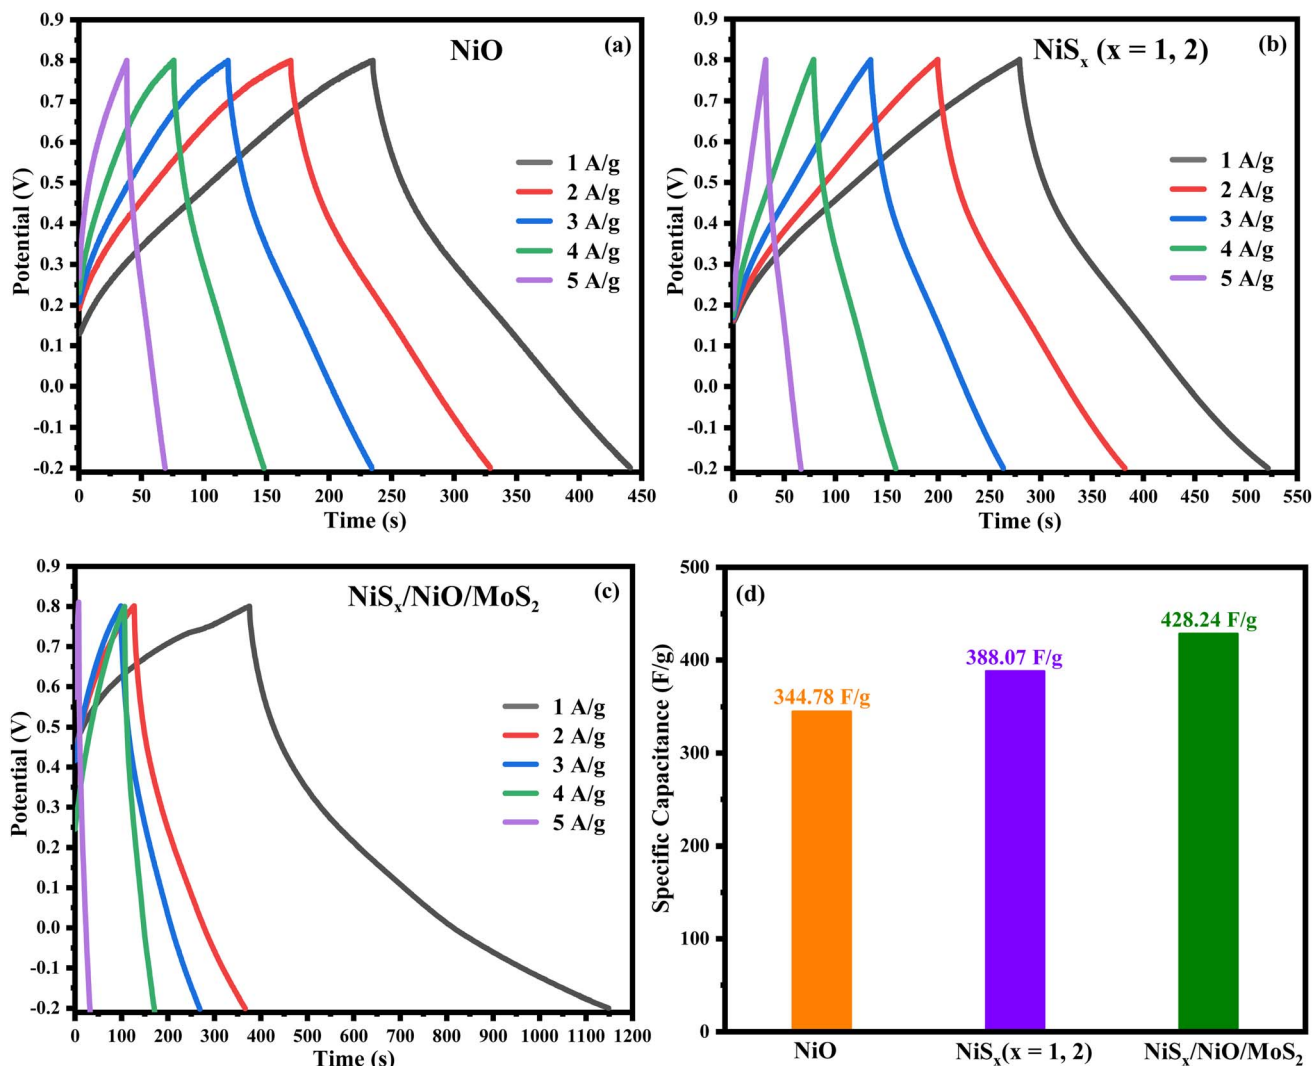 NiO
(a)
0.9
0.8
0.7
0.6
0.5
0.4
0.3
0.2
0.1
0.0
-0.1
-0.2
Potential (V)
1 A/g
2 A/g
3 A/g
4 A/g
5 A/g
0 50 100 150 200 250 300 350 400 450
Time (s)
NiSx (x = 1, 2)
(b)
0.9
0.8
0.7
0.6
0.5
0.4
0.3
0.2
0.1
0.0
-0.1
-0.2
Potential (V)
1 A/g
2 A/g
3 A/g
4 A/g
5 A/g
0 50 100 150 200 250 300 350 400 450 500 550
Time (s)
NiSx/NiO/MoS2
(c)
0.9
0.8
0.7
0.6
0.5
0.4
0.3
0.2
0.1
0.0
-0.1
-0.2
Potential (V)
1 A/g
2 A/g
3 A/g
4 A/g
5 A/g
0 100 200 300 400 500 600 700 800 900 1000 1100 1200
Time (s)
(d)
500
400
300
200
100
0
Specific Capacitance (F/g)
344.78 F/g
388.07 F/g
428.24 F/g
NiO
NiSx(x = 1, 2)
NiSx/NiO/MoS2